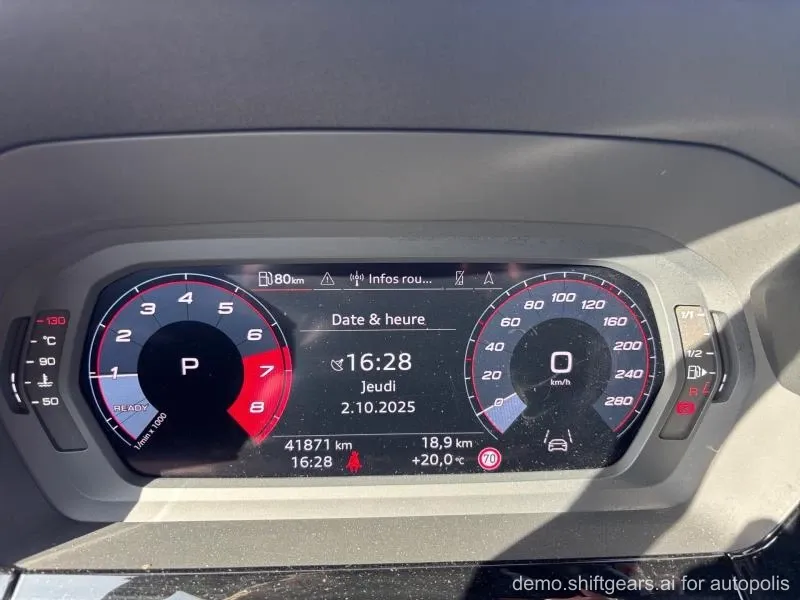 80km
Infos rou...
Date & heure
16:28
Jeudi
2.10.2025
41871 km
18,9 km
16:28
+20,0 °C
70
1
2
3
4
5
6
7
8
READY
1/min x 1000
P
0
20
40
60
80
100
120
160
200
240
280
0
km/h
130
°C
90
50
1/1
1/2
R
demo.shiftgears.ai for autopolis